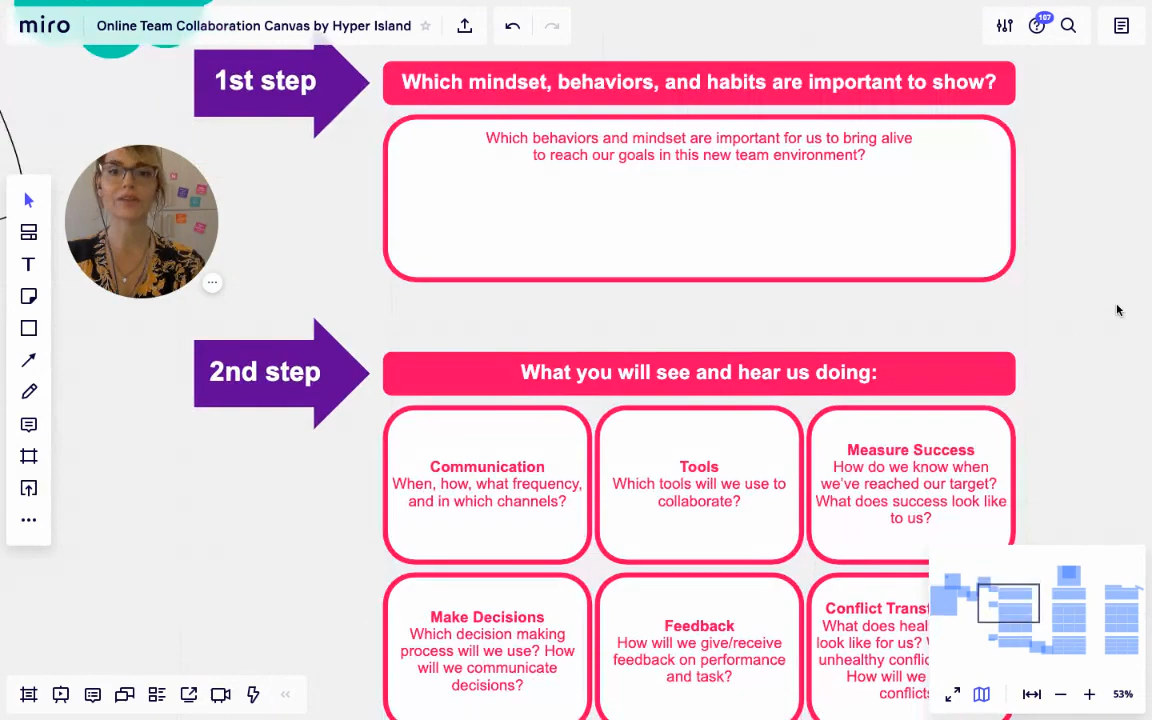 miro
Online Team Collaboration Canvas by Hyper Island
107
1st step
Which mindset, behaviors, and habits are important to show?
Which behaviors and mindset are important for us to bring alive
to reach our goals in this new team environment?
2nd step
What you will see and hear us doing:
Communication
When, how, what frequency,
and in which channels?
Tools
Which tools will we use to
collaborate?
Measure Success
How do we know when
we've reached our target?
What does success look like
to us?
Make Decisions
Which decision making
process will we use? How
will we communicate
decisions?
Feedback
How will we give/receive
feedback on performance
and task?
Conflict
What does
look like for us?
unhealthy
How will we
53%